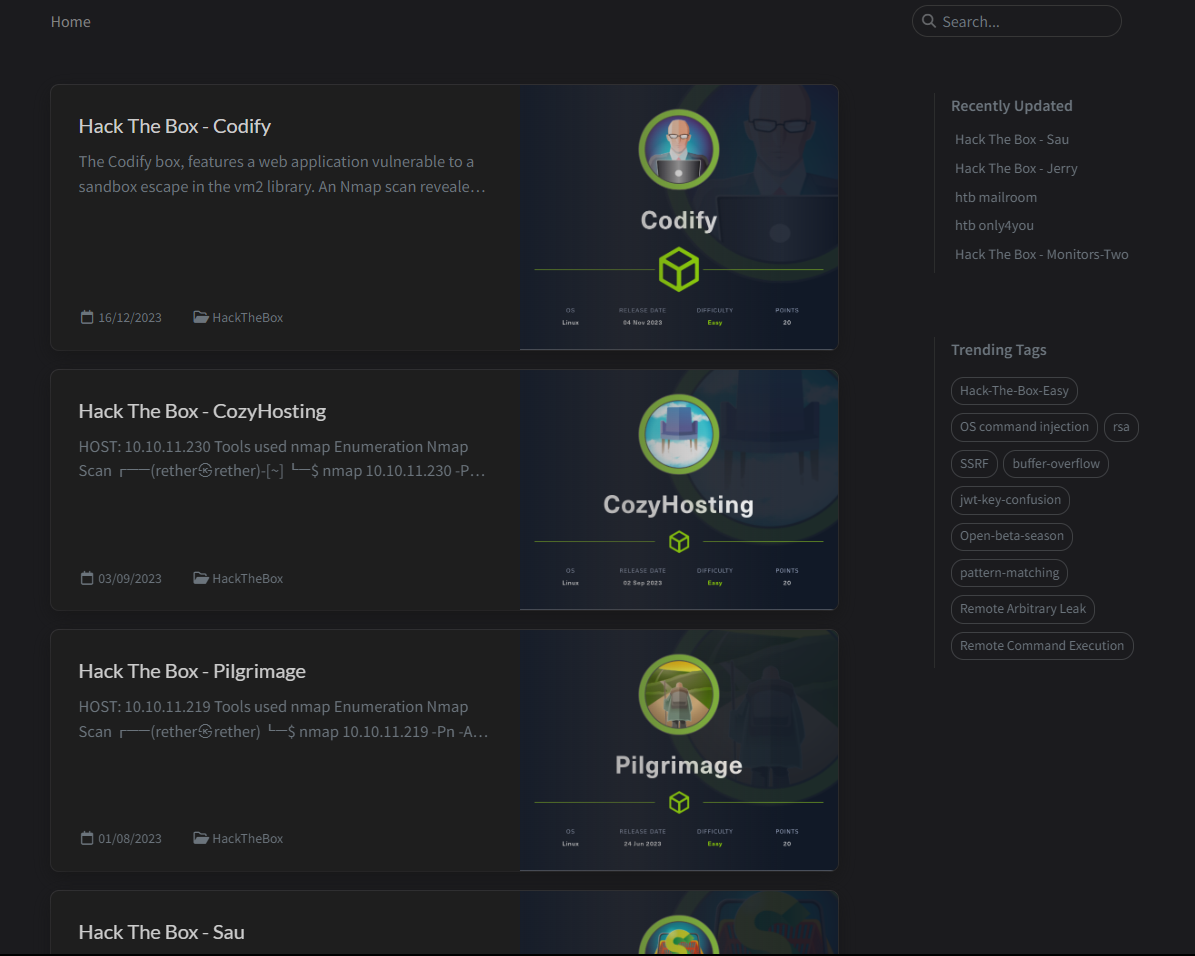 Home
Search...
Hack The Box - Codify
The Codify box, features a web application vulnerable to a
sandbox escape in the vm2 library. An Nmap scan reveale…
16/12/2023 HackTheBox
Codify
OS RELEASE DATE DIFFICULTY POINTS
Linux 04 Nov 2023 Easy 20
Hack The Box - CozyHosting
HOST: 10.10.11.230 Tools used nmap Enumeration Nmap
Scan ┌──(rether㉿rether)-[~] └─$ nmap 10.10.11.230 -P…
03/09/2023 HackTheBox
CozyHosting
OS RELEASE DATE DIFFICULTY POINTS
Linux 02 Sep 2023 Easy 20
Hack The Box - Pilgrimage
HOST: 10.10.11.219 Tools used nmap Enumeration Nmap
Scan ┌──(rether㉿rether) └─$ nmap 10.10.11.219 -Pn -A…
01/08/2023 HackTheBox
Pilgrimage
OS RELEASE DATE DIFFICULTY POINTS
Linux 24 Jun 2023 Easy 20
Hack The Box - Sau
Recently Updated
Hack The Box - Sau
Hack The Box - Jerry
htb mailroom
htb only4you
Hack The Box - Monitors-Two
Trending Tags
Hack-The-Box-Easy
OS command injection rsa
SSRF buffer-overflow
jwt-key-confusion
Open-beta-season
pattern-matching
Remote Arbitrary Leak
Remote Command Execution